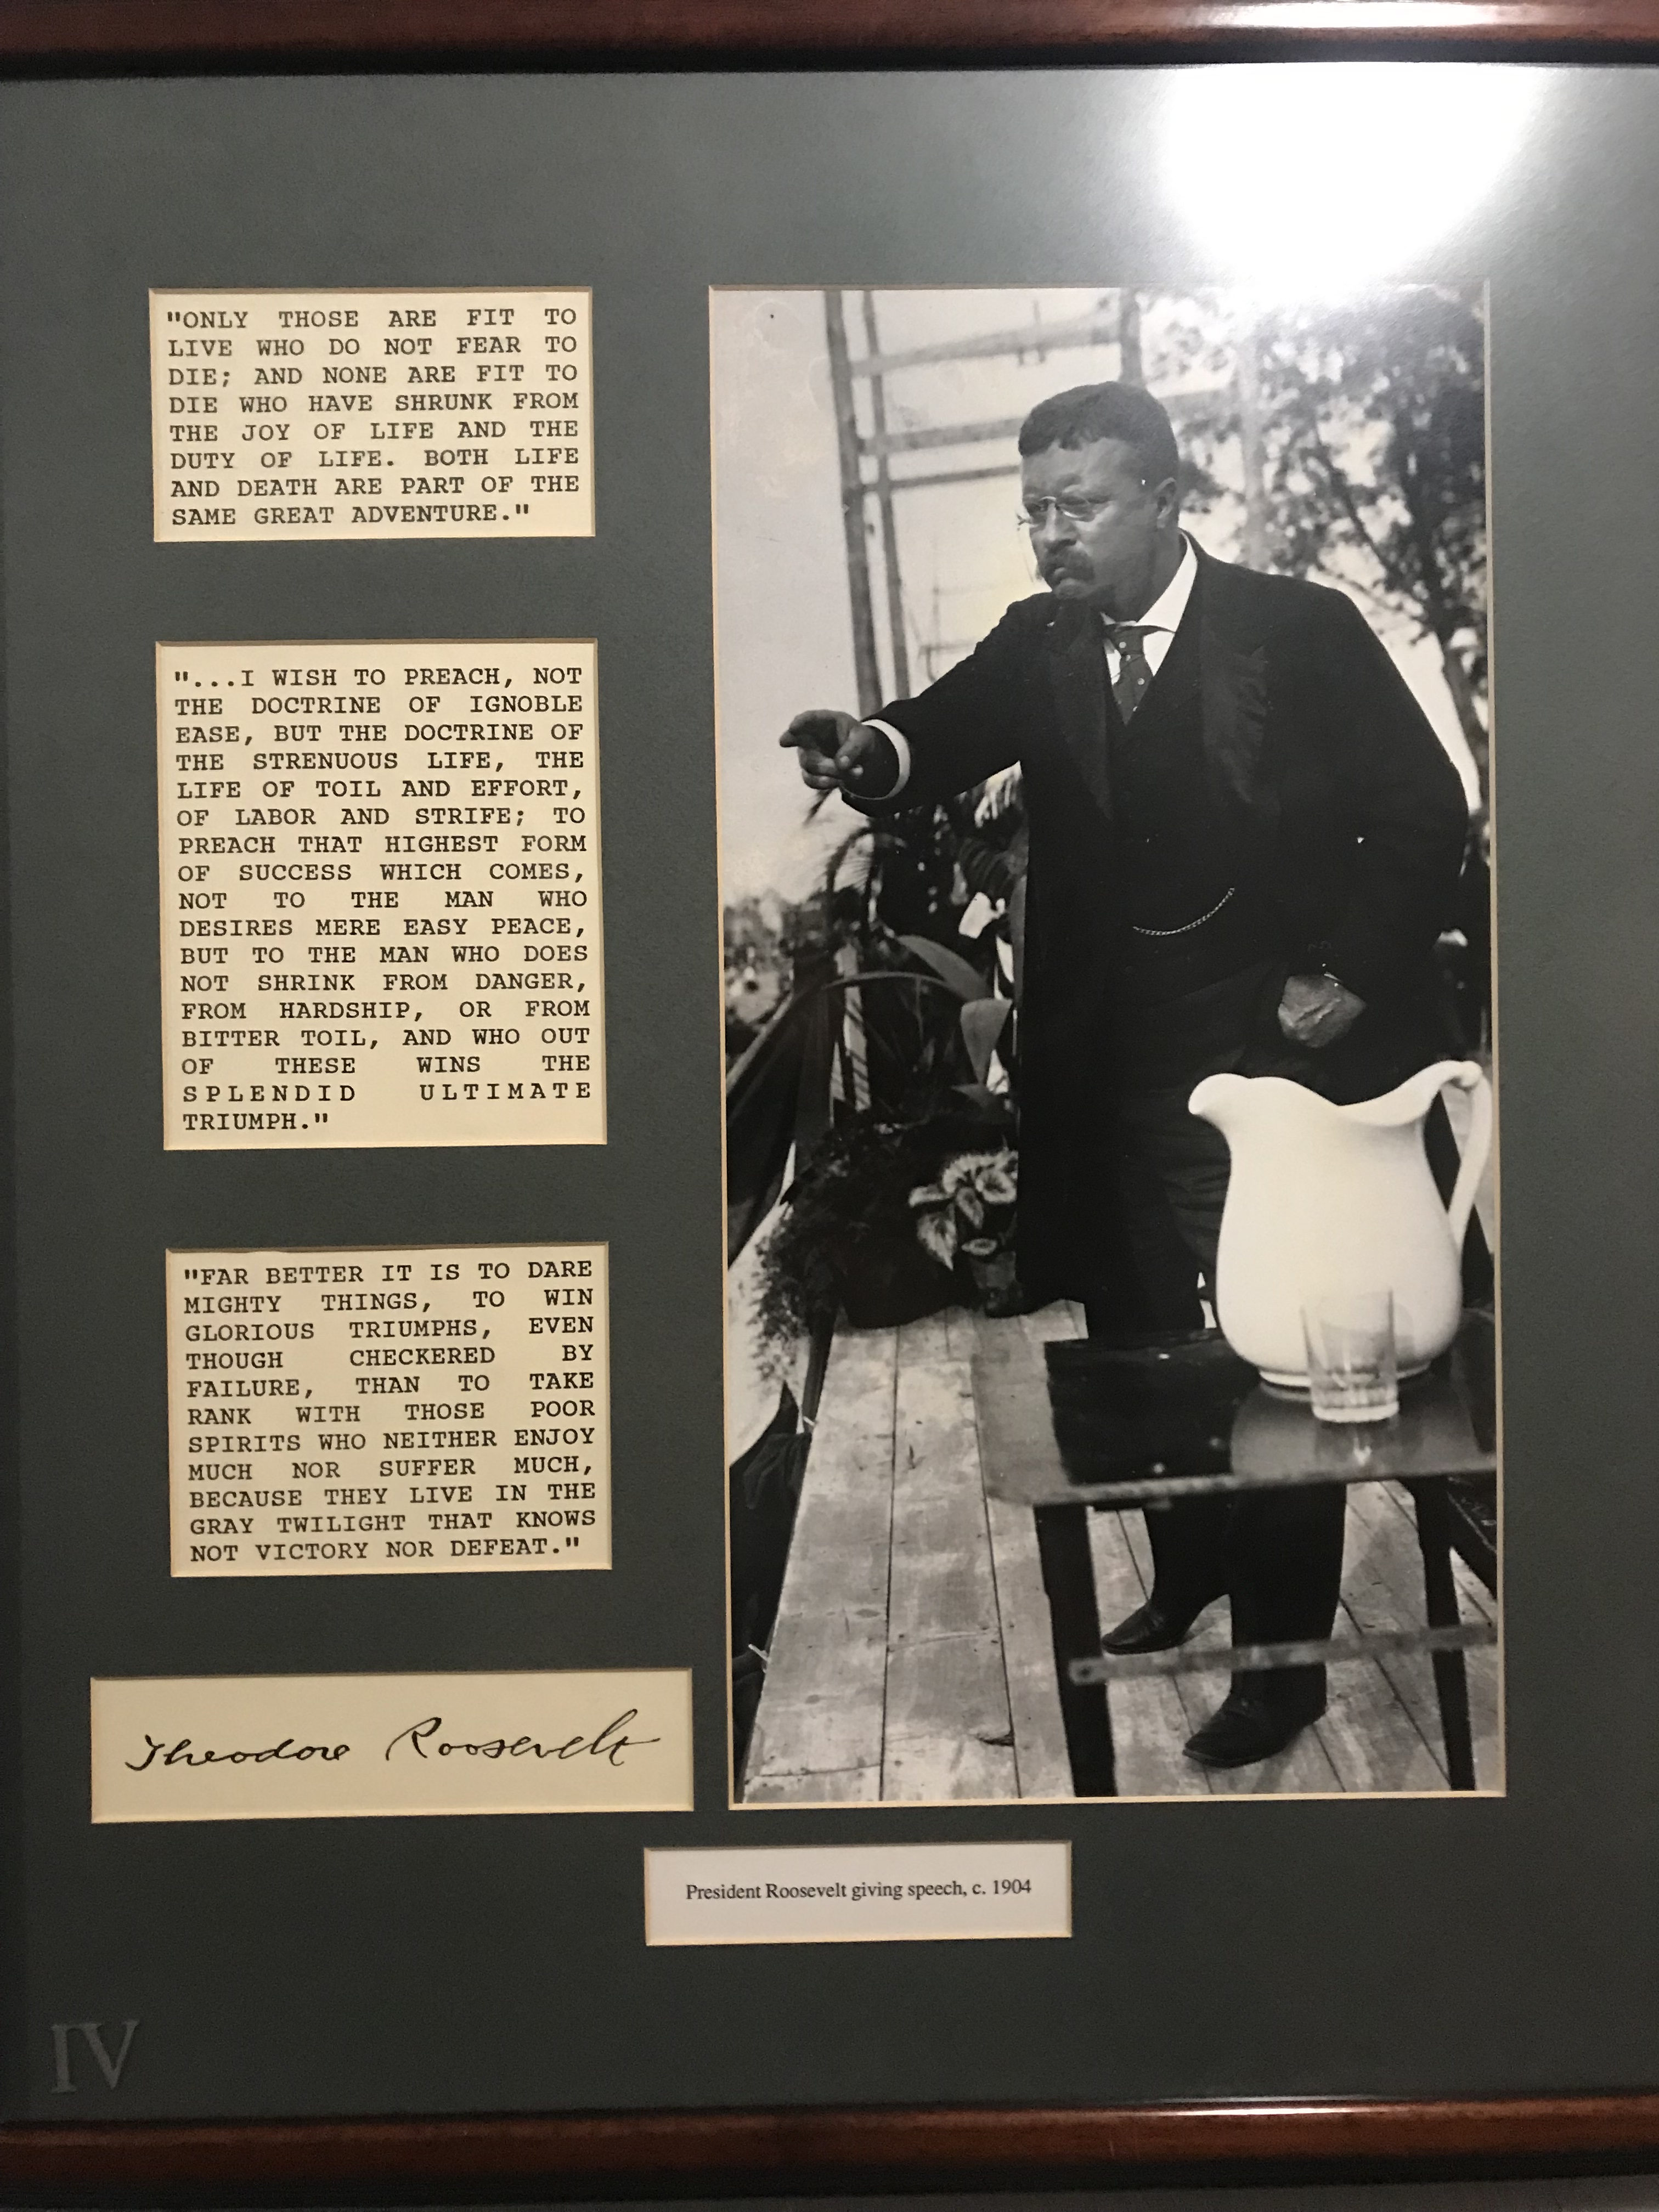 "ONLY THOSE ARE FIT TO
LIVE WHO DO NOT FEAR TO
DIE; AND NONE ARE FIT TO
DIE WHO HAVE SHRUNK FROM
THE JOY OF LIFE AND THE
DUTY OF LIFE. BOTH LIFE
AND DEATH ARE PART OF THE
SAME GREAT ADVENTURE."
"...I WISH TO PREACH, NOT
THE DOCTRINE OF IGNOBLE
EASE, BUT THE DOCTRINE OF
THE STRENUOUS LIFE, THE
LIFE OF TOIL AND EFFORT,
OF LABOR AND STRIFE; TO
PREACH THAT HIGHEST FORM
OF SUCCESS WHICH COMES,
NOT TO THE MAN WHO
DESIRES MERE EASY PEACE,
BUT TO THE MAN WHO DOES
NOT SHRINK FROM DANGER,
FROM HARDSHIP, OR FROM
BITTER TOIL, AND WHO OUT
OF THESE WINS THE
SPLENDID ULTIMATE
TRIUMPH."
"FAR BETTER IT IS TO DARE
MIGHTY THINGS, TO WIN
GLORIOUS TRIUMPHS, EVEN
THOUGH CHECKERED BY
FAILURE, THAN TO TAKE
RANK WITH THOSE POOR
SPIRITS WHO NEITHER ENJOY
MUCH NOR SUFFER MUCH,
BECAUSE THEY LIVE IN THE
GRAY TWILIGHT THAT KNOWS
NOT VICTORY NOR DEFEAT."
Theodore Roosevelt
President Roosevelt giving speech, c. 1904
IV